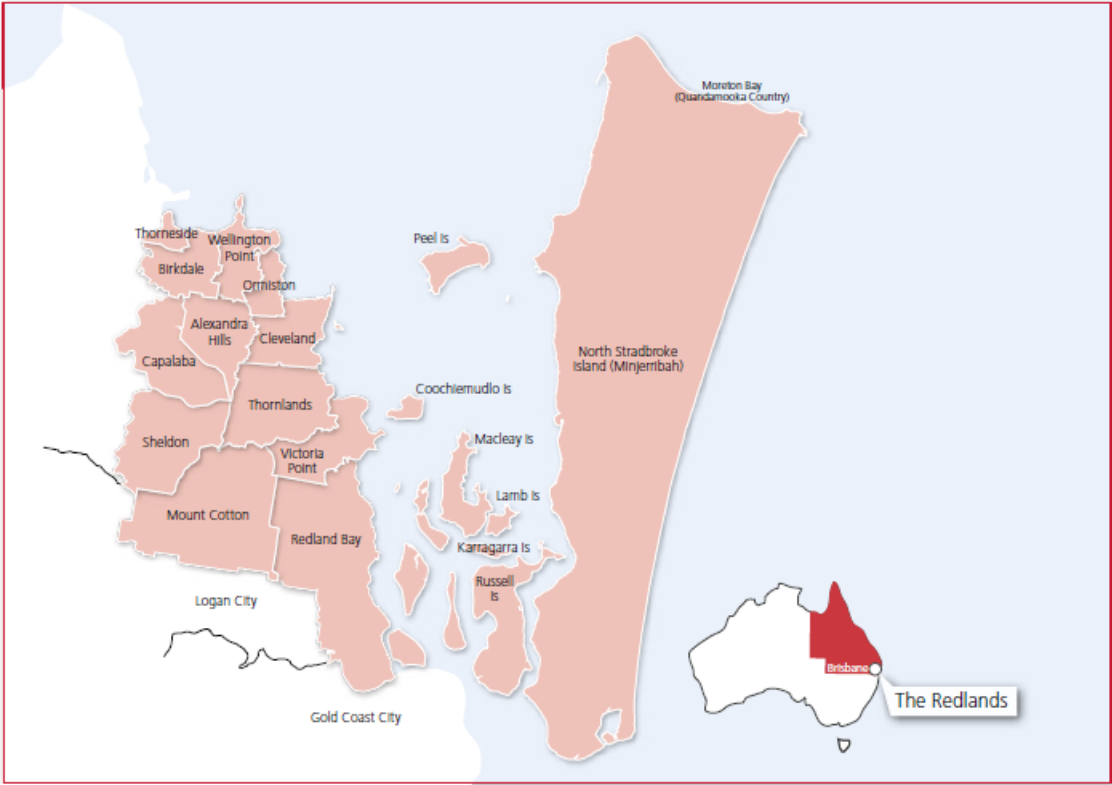 Moreton Bay
(Quandamooka Country)
Thorneside
Wellington
Point
Birkdale
Ormiston
Peel Is
Alexandra
Hills
Cleveland
Capalaba
North Stradbroke
Island (Minjerribah)
Coochiemudlo Is
Thornlands
Macleay Is
Sheldon
Victoria
Point
Lamb Is
Mount Cotton
Redland Bay
Karragarra Is
Russell
Is
Logan City
Brisbane
The Redlands
Gold Coast City